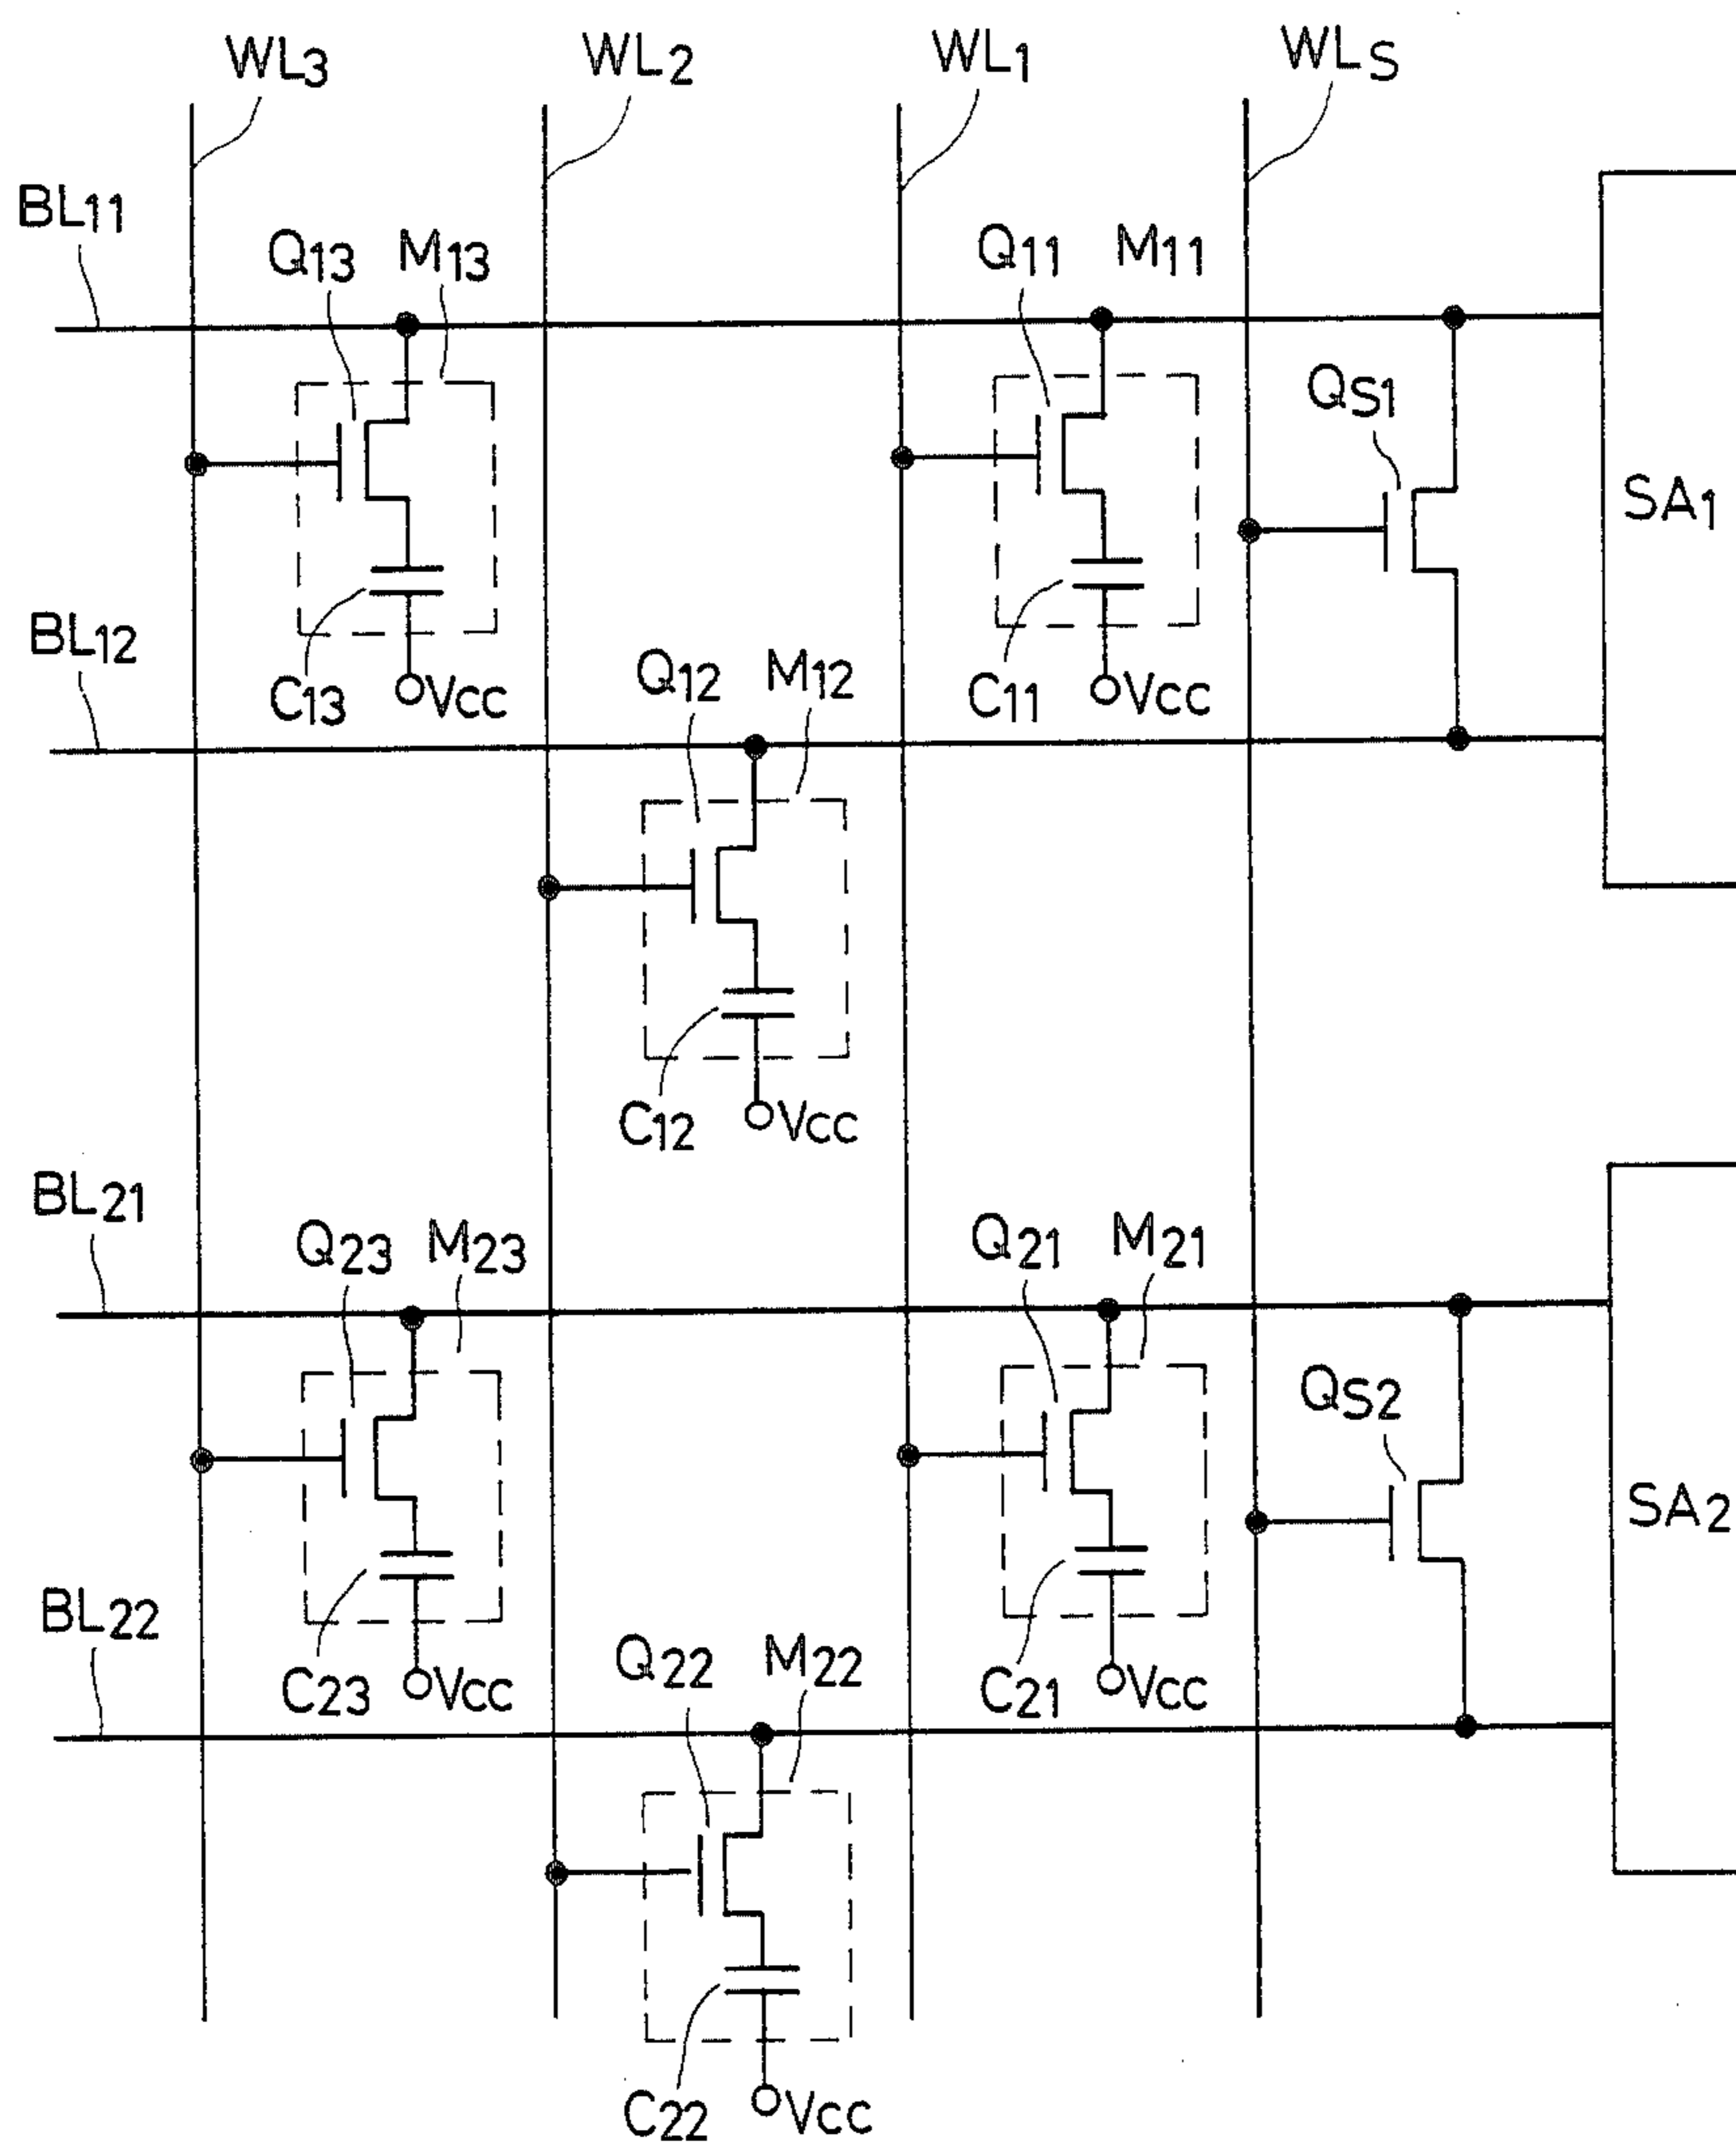 WL3 WL2 WL1 WLS
BL11
Q13 M13 Q11 M11
QS1
SA1
BL12
C13 VCC C11 VCC
Q12 M12
C12 VCC
BL21
Q23 M23 Q21 M21
QS2
SA2
BL22
C23 VCC C21 VCC
Q22 M22
C22 VCC